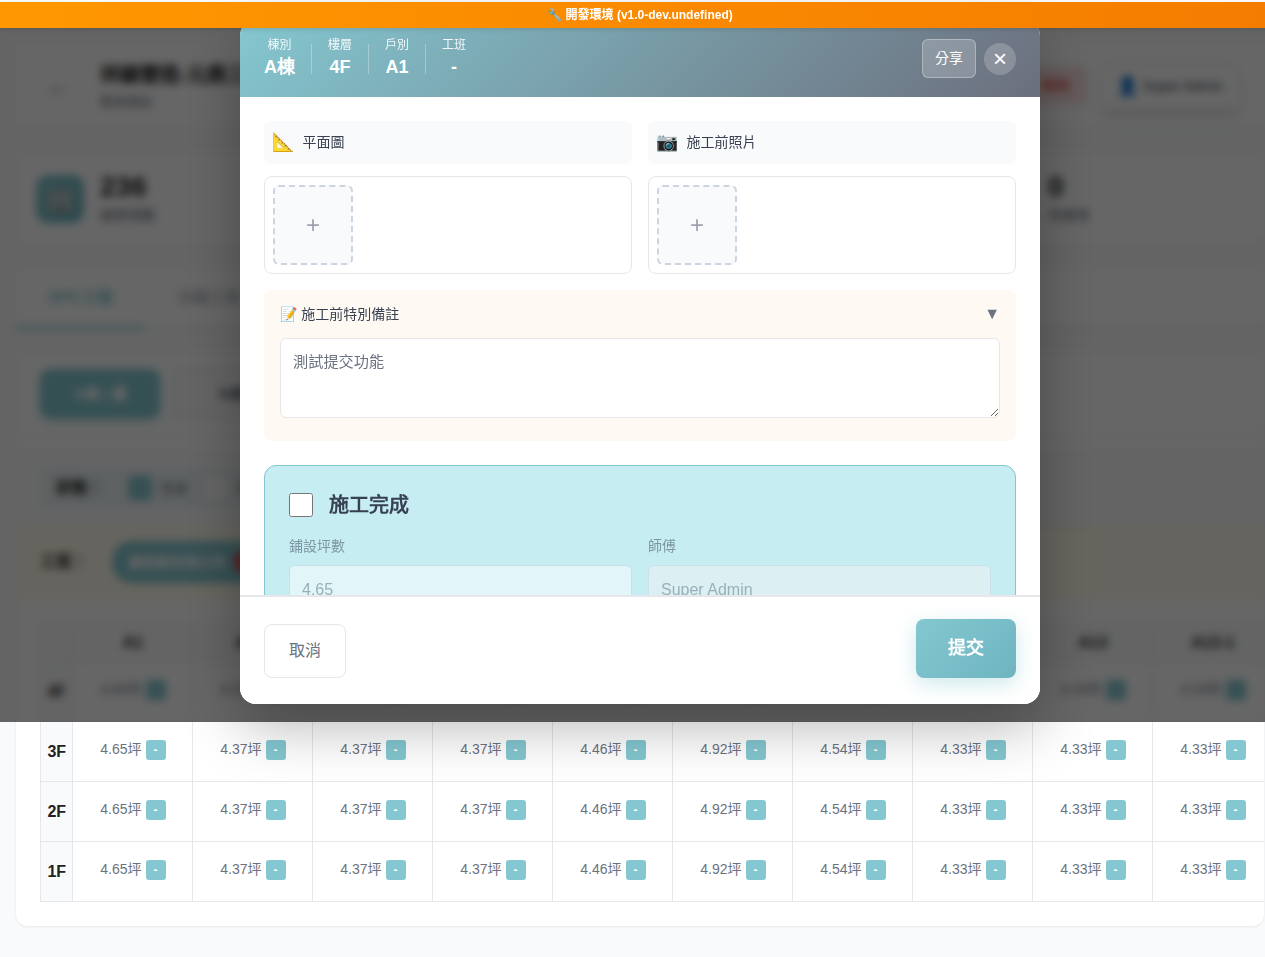 🔧 開發環境 (v1.0-dev.undefined)
棟別 樓層 戶別 工班
A棟 4F A1 -
分享 ✕
📐 平面圖
📷 施工前照片
+ +
📝 施工前特別備註 ▼
測試提交功能
施工完成
鋪設坪數 師傅
4.65 Super Admin
取消 提交
Super Admin
236
0
A1
3F 4.65坪 - 4.37坪 - 4.37坪 - 4.37坪 - 4.46坪 - 4.92坪 - 4.54坪 - 4.33坪 - 4.33坪 - 4.33坪 -
2F 4.65坪 - 4.37坪 - 4.37坪 - 4.37坪 - 4.46坪 - 4.92坪 - 4.54坪 - 4.33坪 - 4.33坪 - 4.33坪 -
1F 4.65坪 - 4.37坪 - 4.37坪 - 4.37坪 - 4.46坪 - 4.92坪 - 4.54坪 - 4.33坪 - 4.33坪 - 4.33坪 -